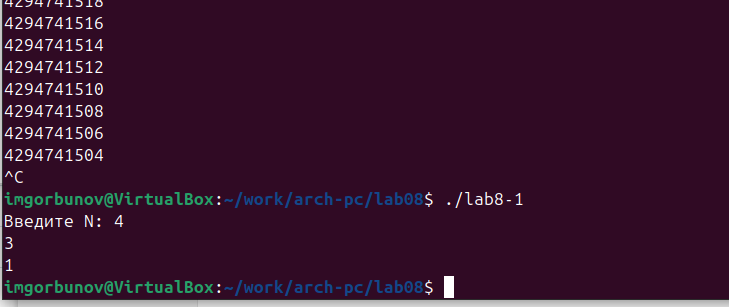 4294741518
4294741516
4294741514
4294741512
4294741510
4294741508
4294741506
4294741504
^C
imgorbunov@VirtualBox:~/work/arch-pc/lab08$ ./lab8-1
Введите N: 4
3
1
imgorbunov@VirtualBox:~/work/arch-pc/lab08$